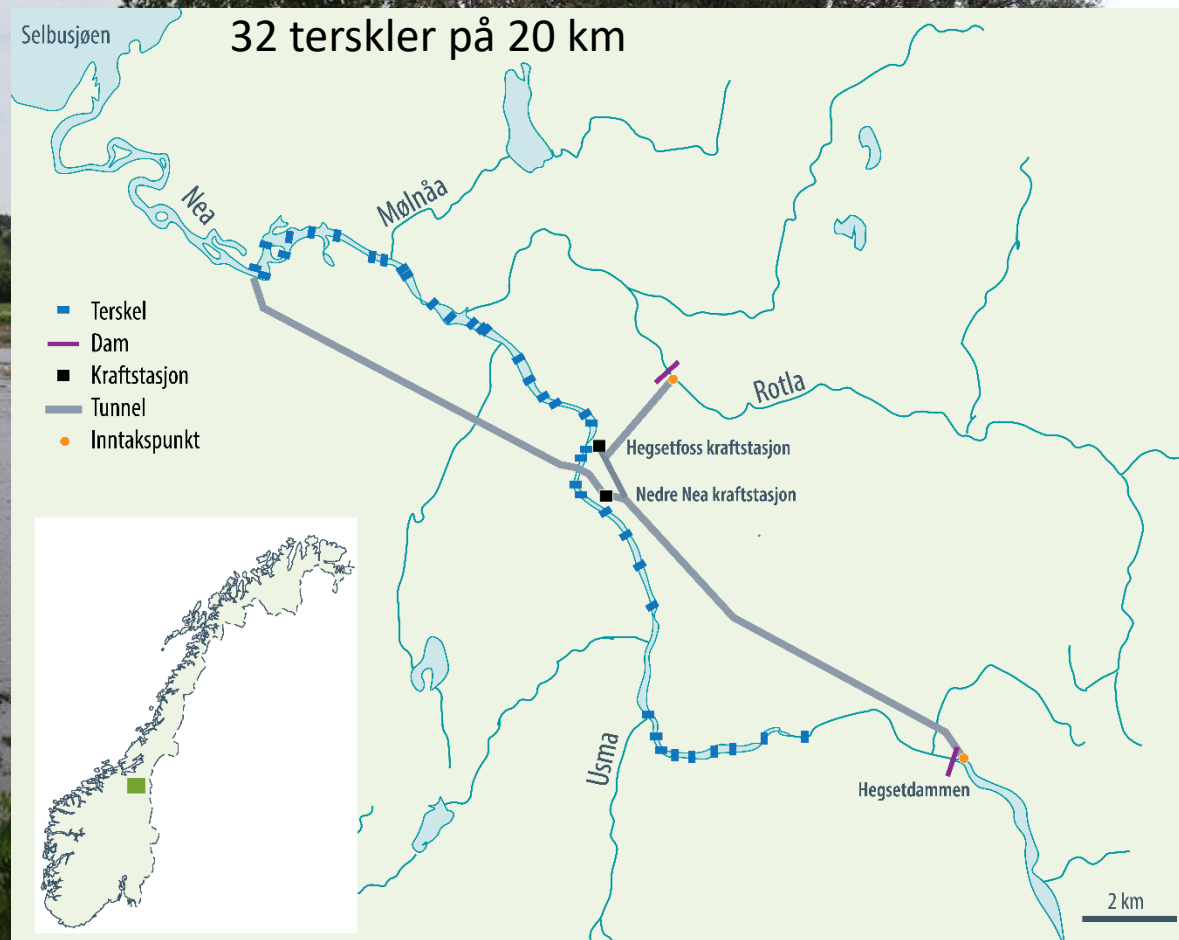 32 terskler på 20 km
Selbusjøen
Nea
Mølnåa
Terskel
Dam
Kraftstasjon
Tunnel
Inntakspunkt
Rotla
Hegsetfoss kraftstasjon
Nedre Nea kraftstasjon
Usma
Hegsetdammen
2 km